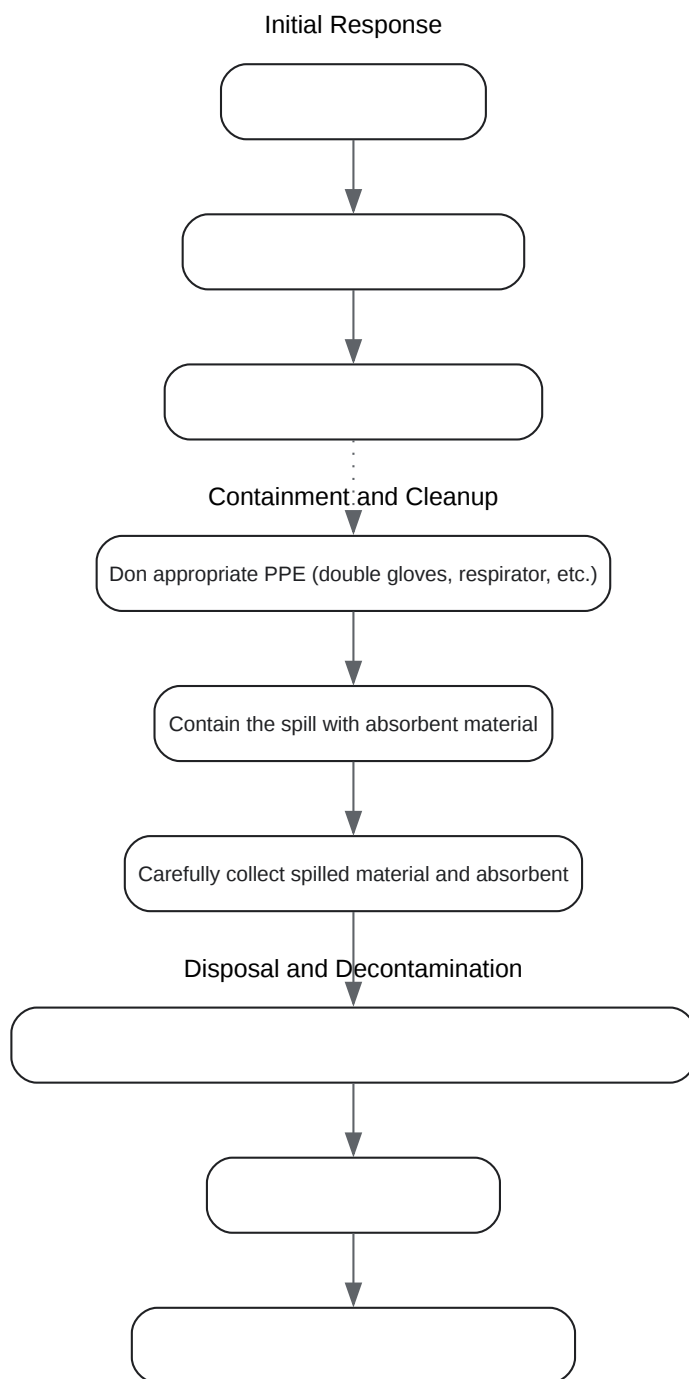 Initial Response
Containment and Cleanup
Don appropriate PPE (double gloves, respirator, etc.)
Contain the spill with absorbent material
Carefully collect spilled material and absorbent
Disposal and Decontamination